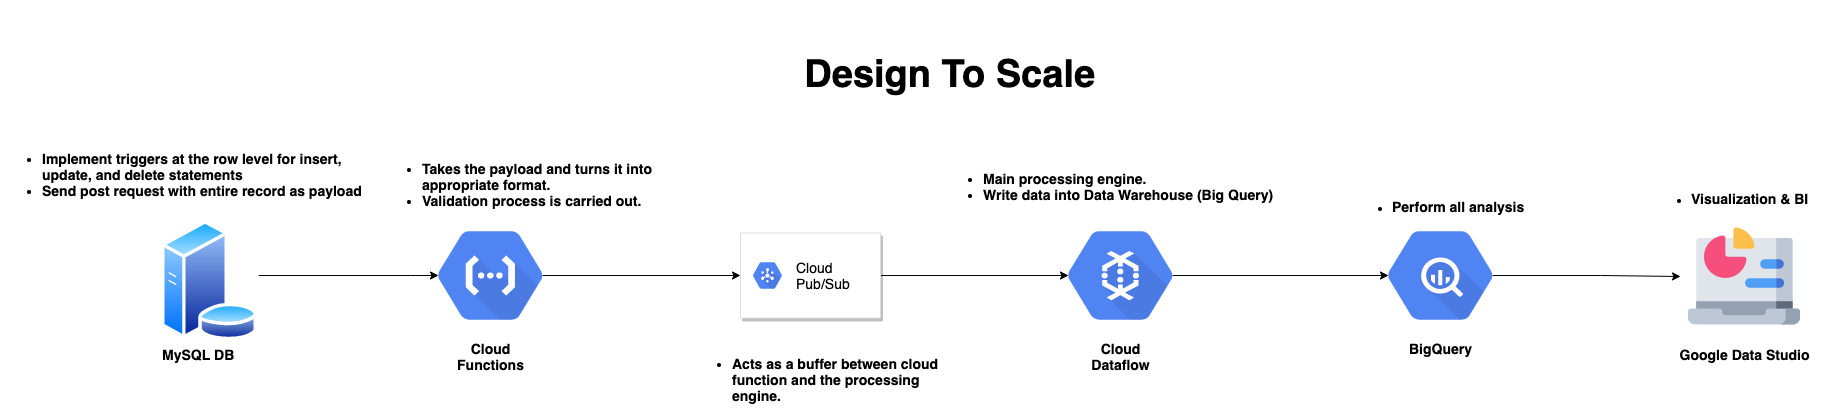 Design To Scale
• Implement triggers at the row level for insert,
update, and delete statements
• Send post request with entire record as payload
MySQL DB
• Takes the payload and turns it into
appropriate format.
• Validation process is carried out.
Cloud
Functions
Cloud
Pub/Sub
• Acts as a buffer between cloud
function and the processing
engine.
• Main processing engine.
• Write data into Data Warehouse (Big Query)
Cloud
Dataflow
• Perform all analysis
BigQuery
• Visualization & BI
Google Data Studio